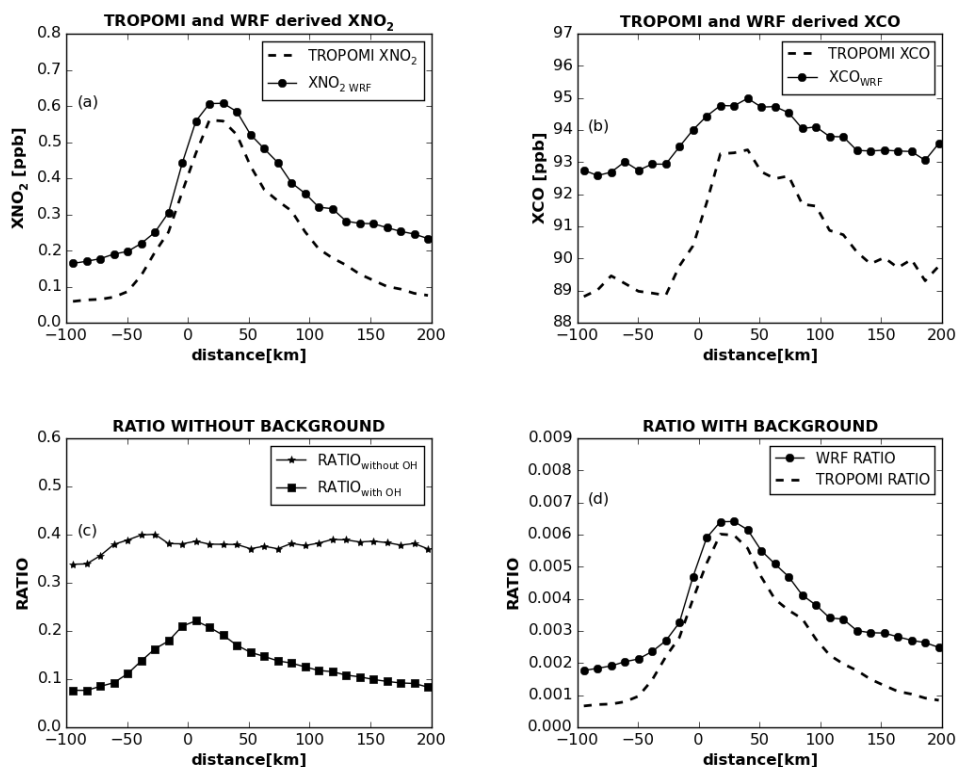 TROPOMI and WRF derived XNO2
0.8
0.7
0.6
0.5
0.4
0.3
0.2
0.1
0.0
XNO2 [ppb]
(a)
TROPOMI XNO2
XNO2 WRF
−100 −50 0 50 100 150 200
distance[km]
TROPOMI and WRF derived XCO
97
96
95
94
93
92
91
90
89
88
XCO [ppb]
(b)
TROPOMI XCO
XCOWRF
−100 −50 0 50 100 150 200
distance[km]
RATIO WITHOUT BACKGROUND
0.6
0.5
0.4
0.3
0.2
0.1
0.0
RATIO
(c)
RATIOwithout OH
RATIOwith OH
−100 −50 0 50 100 150 200
distance[km]
RATIO WITH BACKGROUND
0.009
0.008
0.007
0.006
0.005
0.004
0.003
0.002
0.001
0.000
RATIO
(d)
WRF RATIO
TROPOMI RATIO
−100 −50 0 50 100 150 200
distance[km]